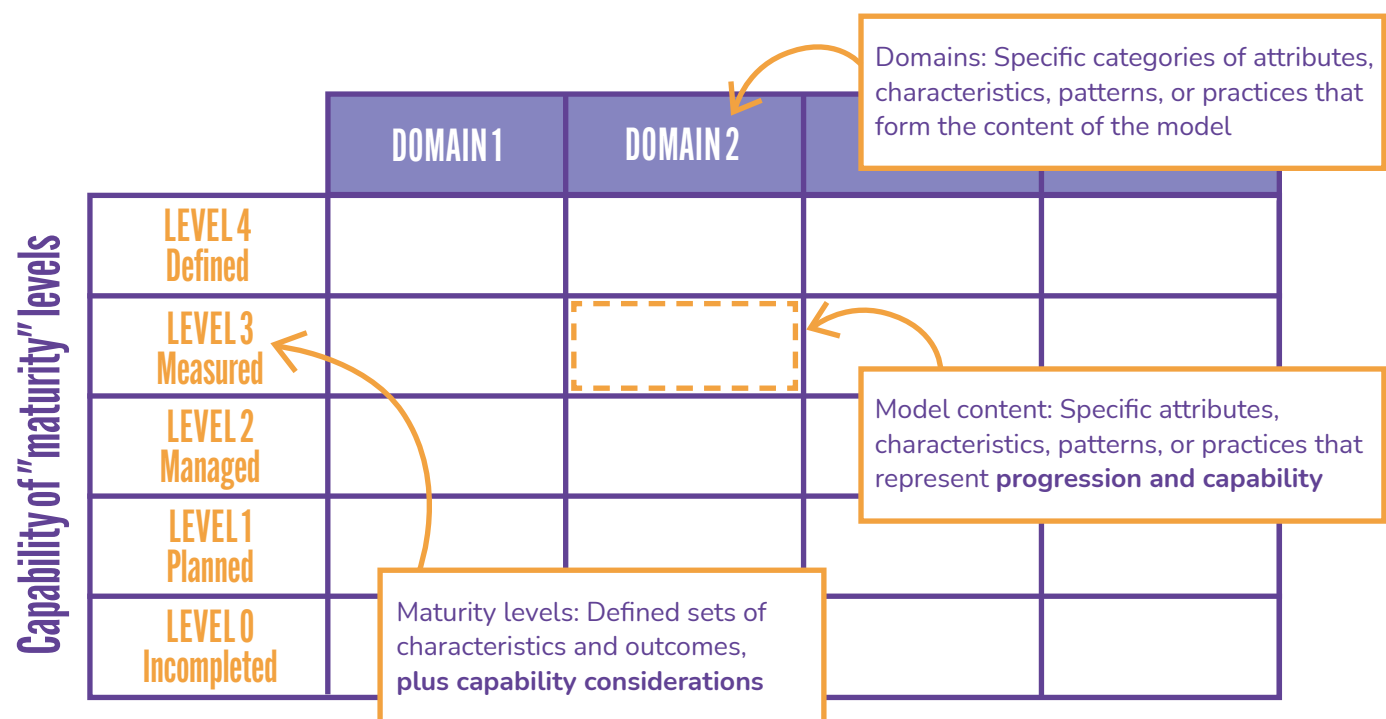 Domains: Specific categories of attributes,
characteristics, patterns, or practices that
form the content of the model
DOMAIN 1
DOMAIN 2
Capability of "maturity" levels
LEVEL 4
Defined
LEVEL 3
Measured
LEVEL 2
Managed
LEVEL 1
Planned
LEVEL 0
Incompleted
Model content: Specific attributes,
characteristics, patterns, or practices that
represent progression and capability
Maturity levels: Defined sets of
characteristics and outcomes,
plus capability considerations